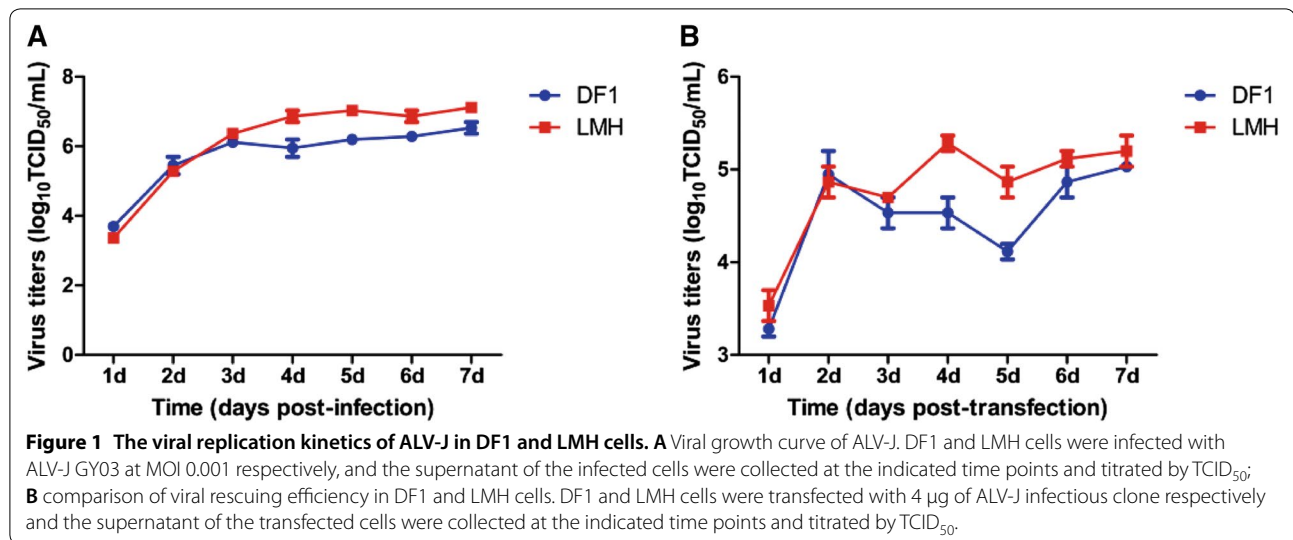 A
B
Virus titers (log₁₀TCID₅₀/mL)
8
6
4
2
0
1d 2d 3d 4d 5d 6d 7d
Time (days post-infection)
DF1
LMH
Virus titers (log₁₀TCID₅₀/mL)
6
5
4
3
1d 2d 3d 4d 5d 6d 7d
Time (days post-transfection)
DF1
LMH
Figure 1 The viral replication kinetics of ALV-J in DF1 and LMH cells. A Viral growth curve of ALV-J. DF1 and LMH cells were infected with
ALV-J GY03 at MOI 0.001 respectively, and the supernatant of the infected cells were collected at the indicated time points and titrated by TCID₅₀;
B comparison of viral rescuing efficiency in DF1 and LMH cells. DF1 and LMH cells were transfected with 4 µg of ALV-J infectious clone respectively
and the supernatant of the transfected cells were collected at the indicated time points and titrated by TCID₅₀.